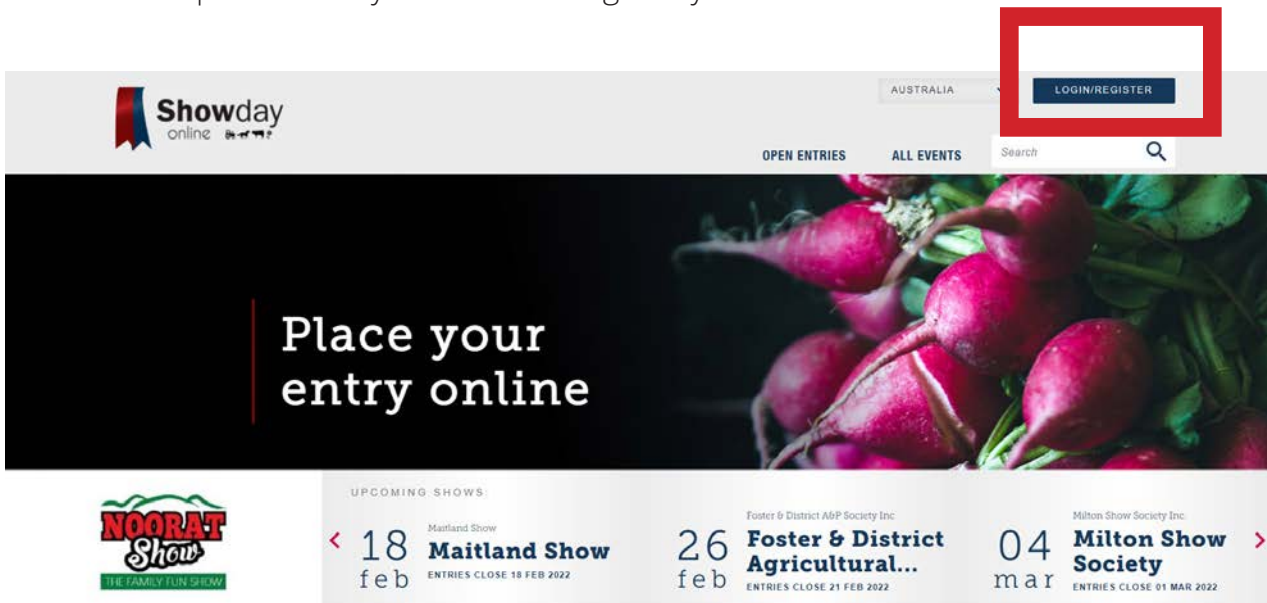 AUSTRALIA
LOGIN/REGISTER
Showday
online
OPEN ENTRIES
ALL EVENTS
Search
Place your
entry online
NOORAT
Show
THE FAMILY FUN SHOW
UPCOMING SHOWS
18
feb
Maitland Show
Maitland Show
ENTRIES CLOSE 18 FEB 2022
26
feb
Foster & District A&P Society Inc
Foster & District
Agricultural...
ENTRIES CLOSE 21 FEB 2022
04
mar
Milton Show Society Inc.
Milton Show
Society
ENTRIES CLOSE 01 MAR 2022